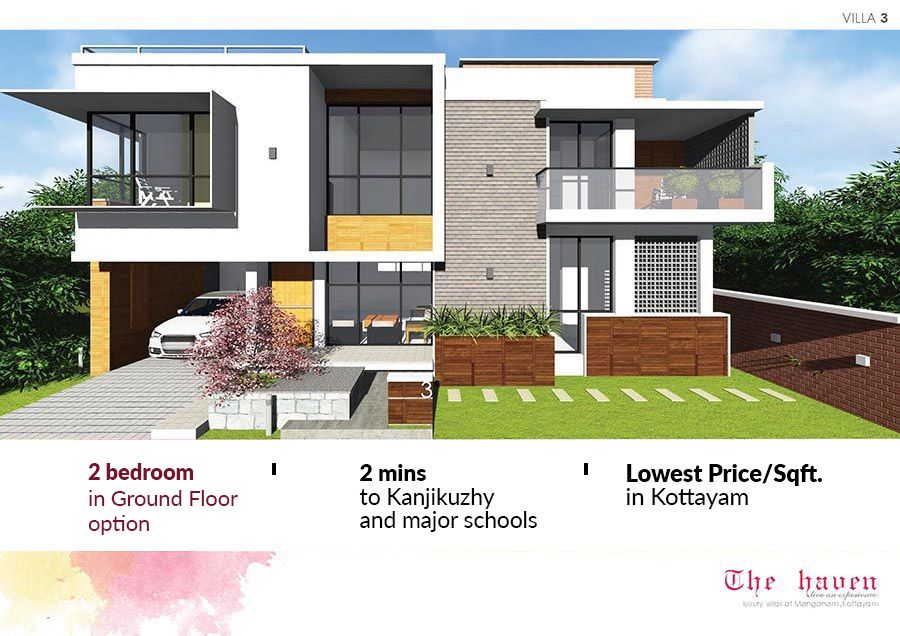 VILLA 3
3
2 bedroom
in Ground Floor
option
2 mins
to Kanjikuzhy
and major schools
Lowest Price/Sqft.
in Kottayam
The haven
live an experience
luxury villas at Manganam, Kottayam